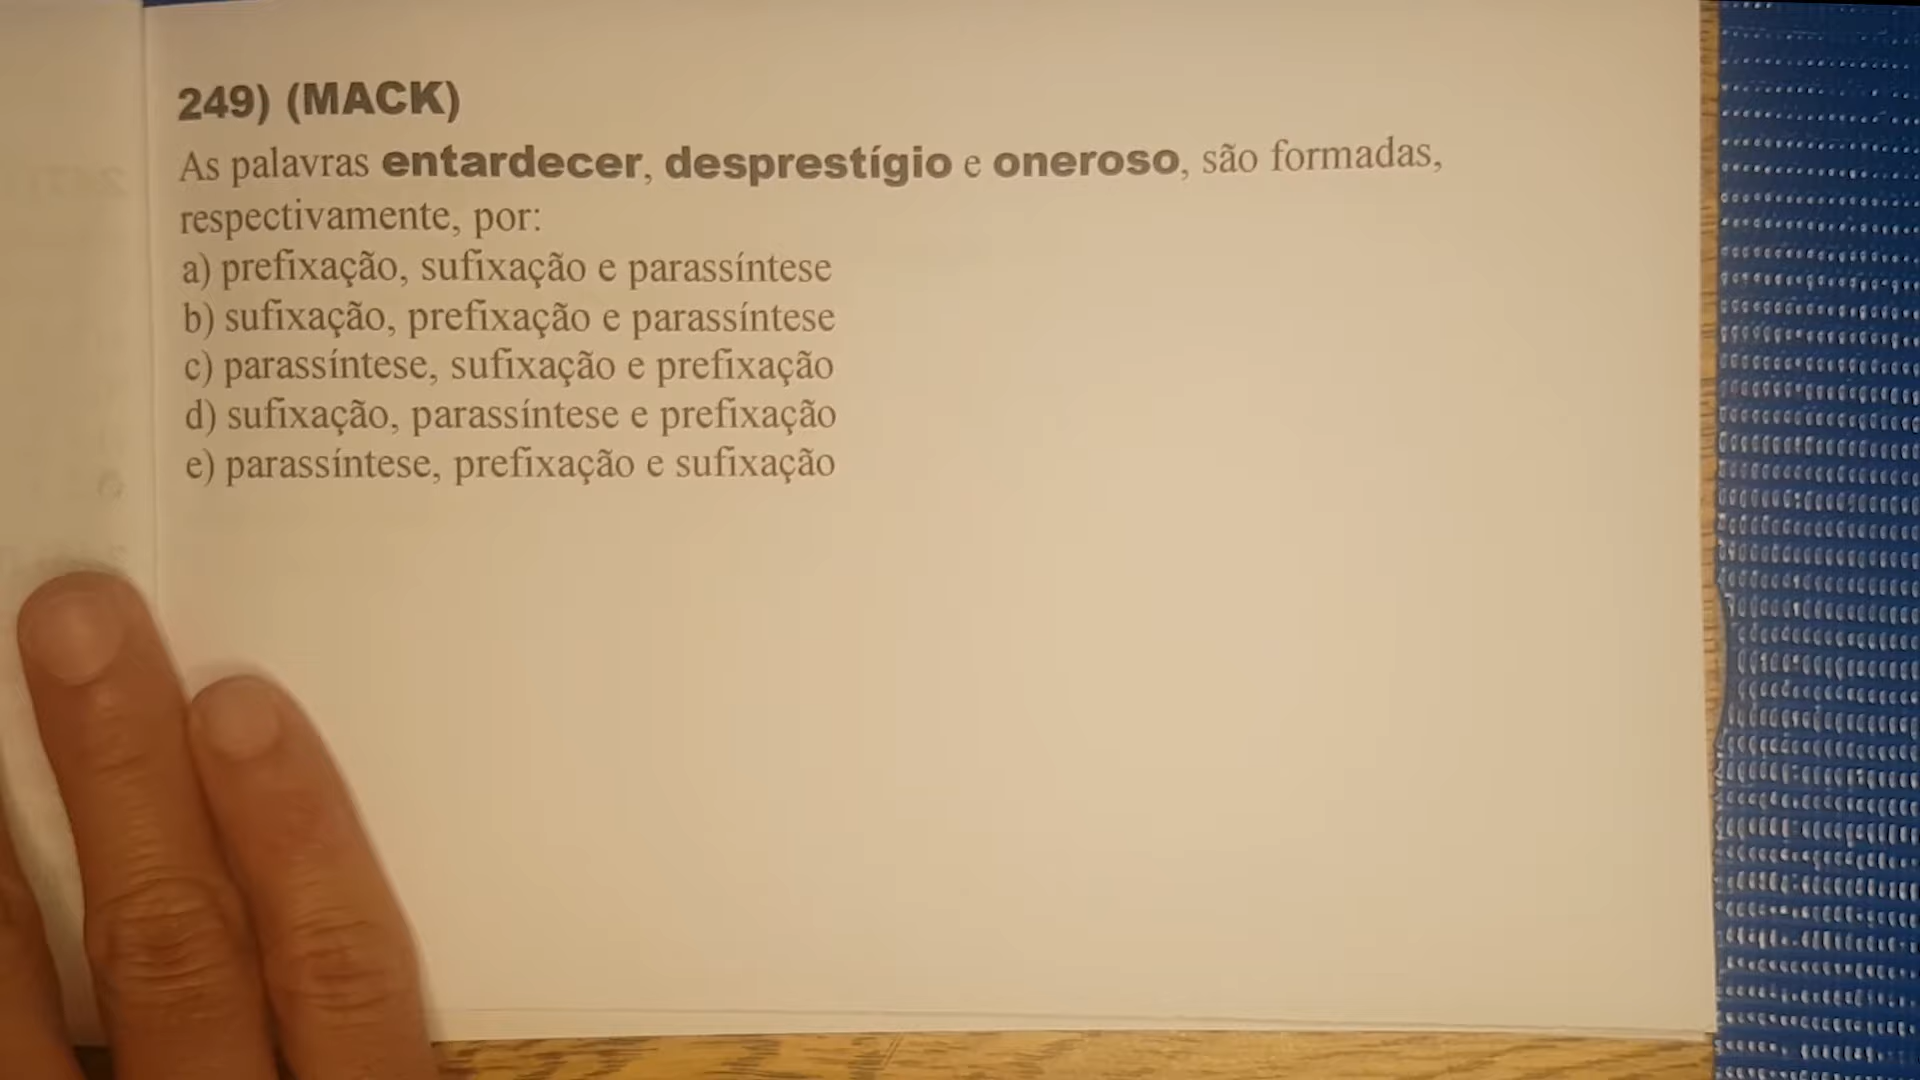 249) (MACK)
As palavras entardecer, desprestígio e oneroso, são formadas,
respectivamente, por:
a) prefixação, sufixação e parassíntese
b) sufixação, prefixação e parassíntese
c) parassíntese, sufixação e prefixação
d) sufixação, parassíntese e prefixação
e) parassíntese, prefixação e sufixação